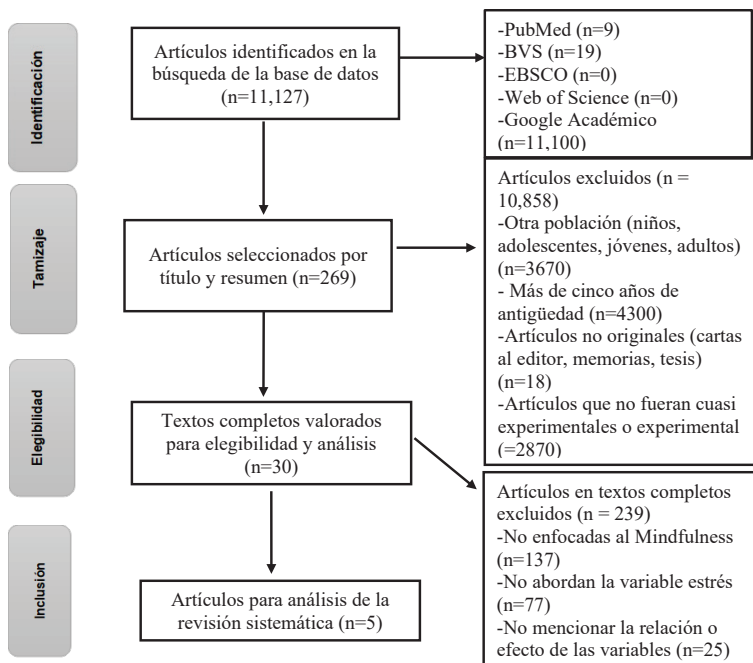 Identificación
Artículos identificados en la
búsqueda de la base de datos
(n=11,127)
-PubMed (n=9)
-BVS (n=19)
-EBSCO (n=0)
-Web of Science (n=0)
-Google Académico
(n=11,100)
Tamizaje
Artículos seleccionados por
título y resumen (n=269)
Artículos excluidos (n =
10,858)
-Otra población (niños,
adolescentes, jóvenes, adultos)
(n=3670)
- Más de cinco años de
antigüedad (n=4300)
-Artículos no originales (cartas
al editor, memorias, tesis)
(n=18)
-Artículos que no fueran cuasi
experimentales o experimental
(=2870)
Elegibilidad
Textos completos valorados
para elegibilidad y análisis
(n=30)
Artículos en textos completos
excluidos (n = 239)
-No enfocadas al Mindfulness
(n=137)
-No abordan la variable estrés
(n=77)
-No mencionar la relación o
efecto de las variables (n=25)
Inclusión
Artículos para análisis de la
revisión sistemática (n=5)